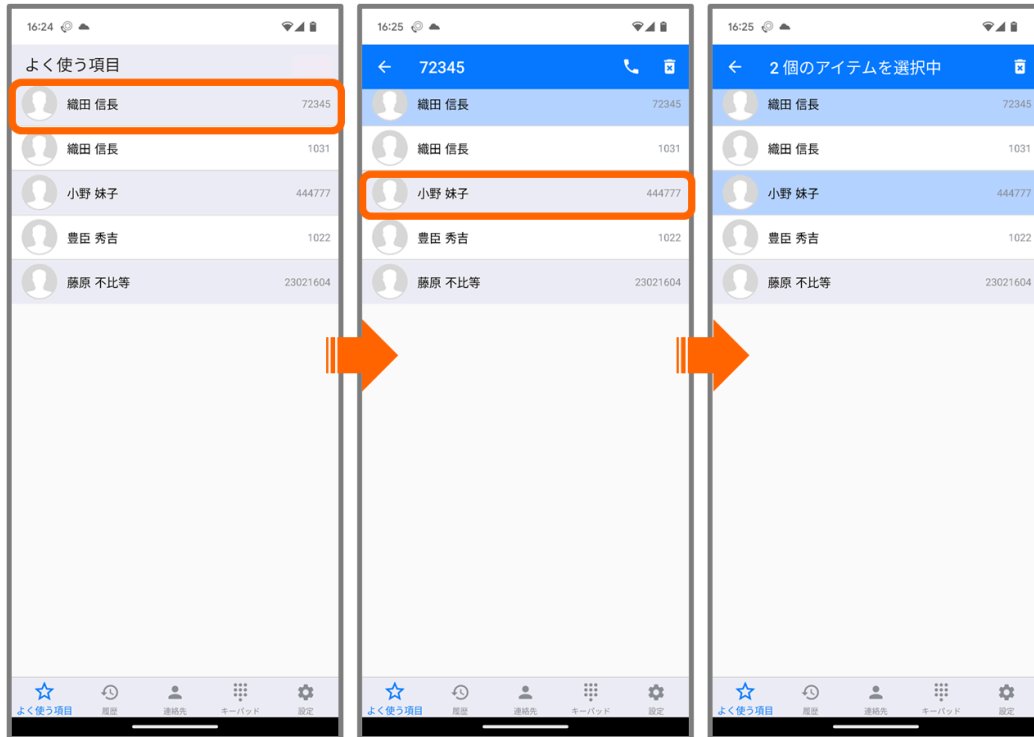 16:24
よく使う項目
織田 信長 72345
織田 信長 1031
小野 妹子 444777
豊臣 秀吉 1022
藤原 不比等 23021604
よく使う項目 履歴 連絡先 キーパッド 設定
16:25
72345
織田 信長 72345
織田 信長 1031
小野 妹子 444777
豊臣 秀吉 1022
藤原 不比等 23021604
よく使う項目 履歴 連絡先 キーパッド 設定
16:25
2 個のアイテムを選択中
織田 信長 72345
織田 信長 1031
小野 妹子 444777
豊臣 秀吉 1022
藤原 不比等 23021604
よく使う項目 履歴 連絡先 キーパッド 設定